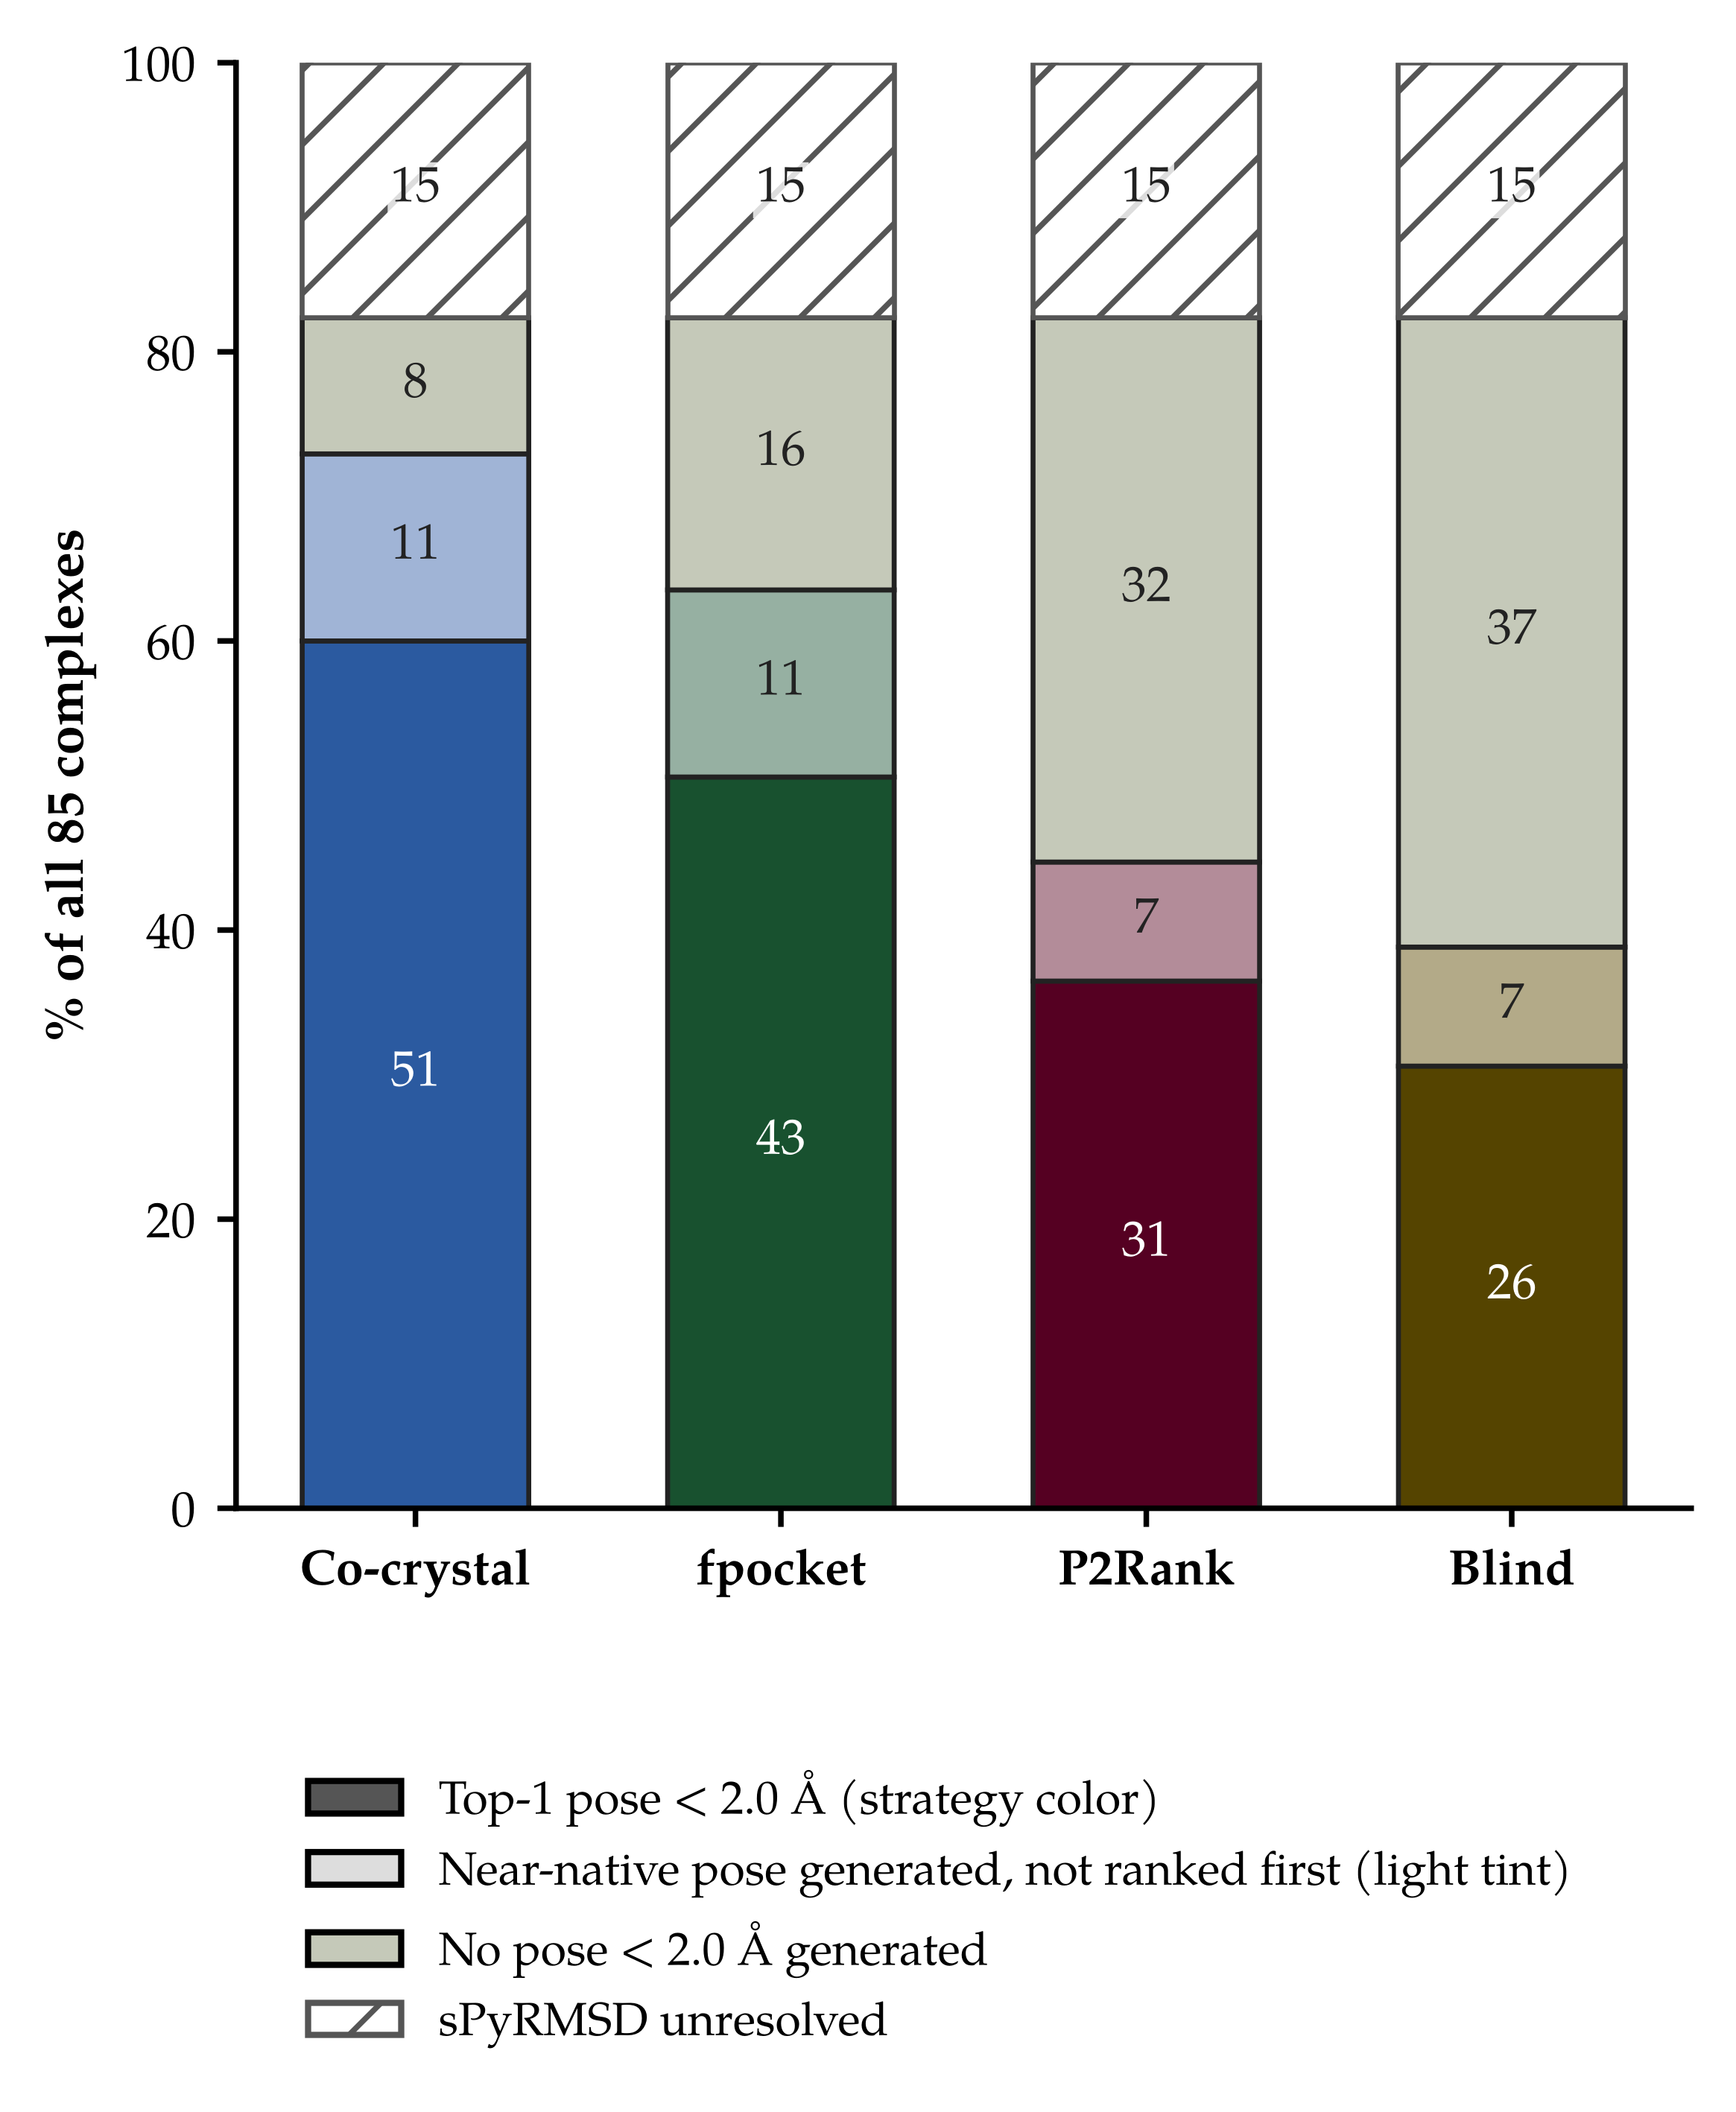 % of all 85 complexes
100
80
60
40
20
0
15
8
11
51
15
16
11
43
15
32
7
31
15
37
7
26
Co-crystal
fpocket
P2Rank
Blind
Top-1 pose < 2.0 Å (strategy color)
Near-native pose generated, not ranked first (light tint)
No pose < 2.0 Å generated
sPyRMSD unresolved